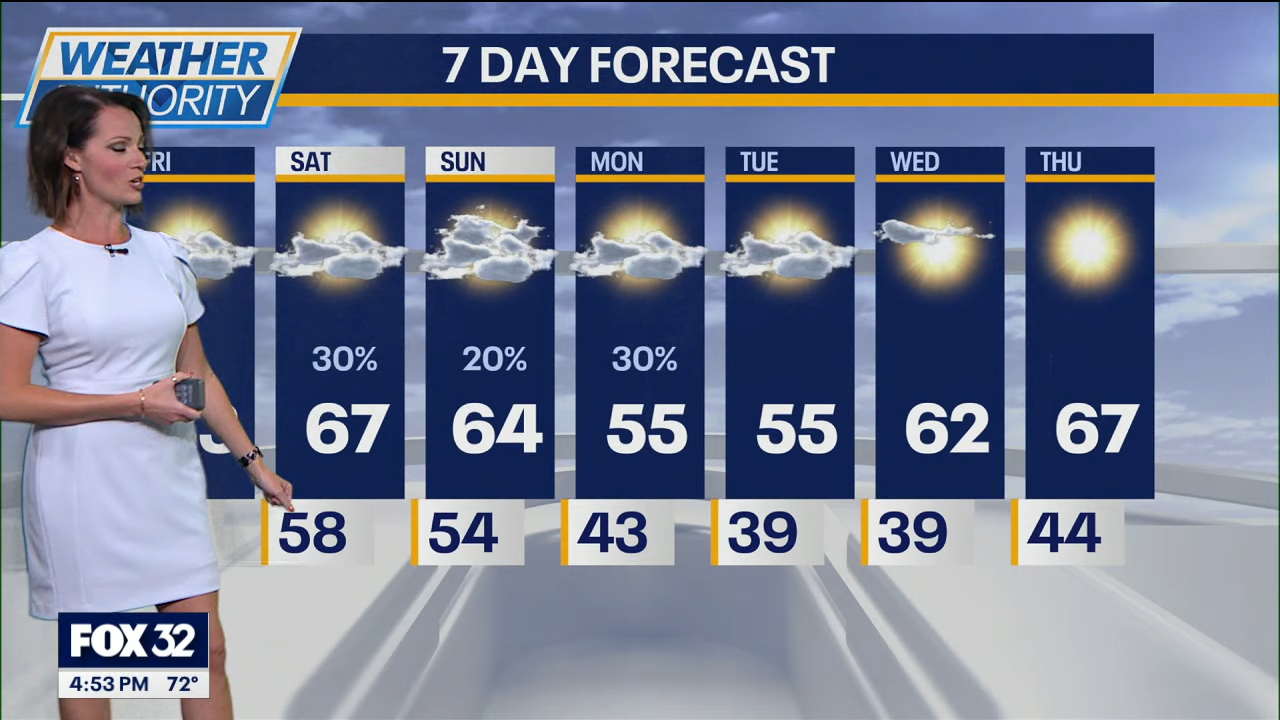 WEATHER
7 DAY FORECAST
SAT
SUN
MON
TUE
WED
THU
30%
20%
30%
67
64
55
55
62
67
58
54
43
39
39
44
FOX 32
4:53 PM 72°